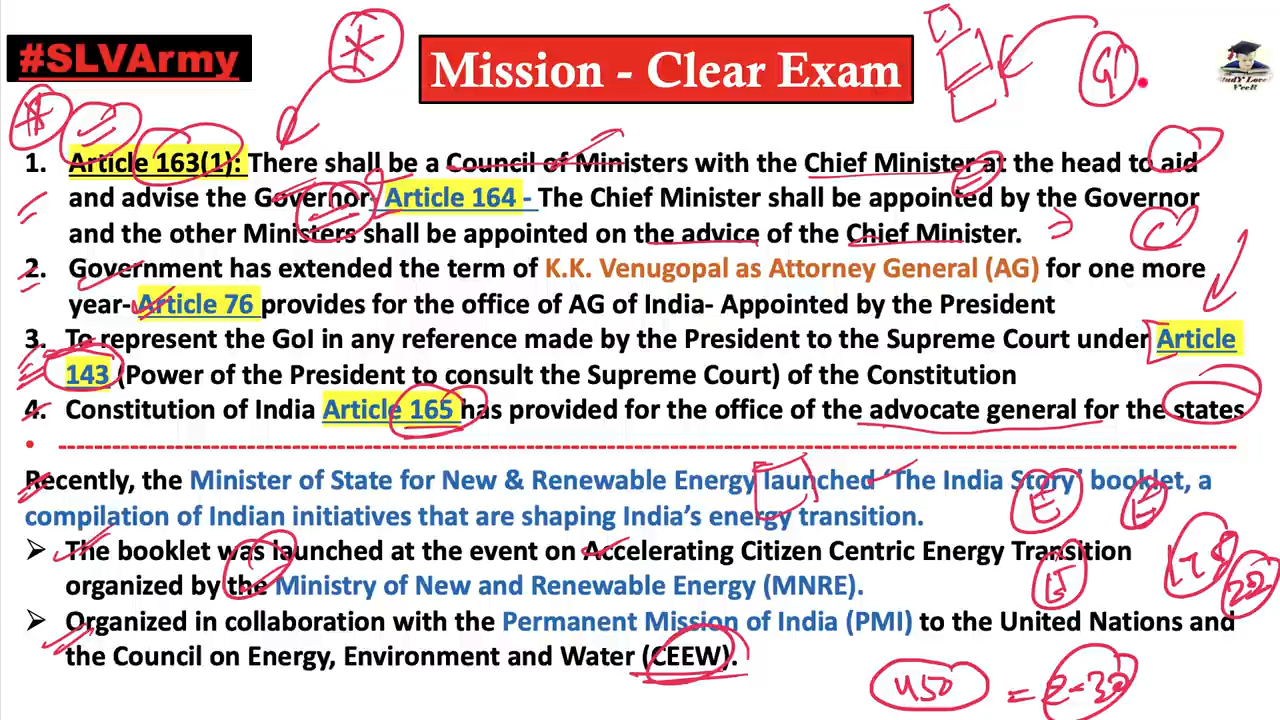 #SLVArmy
Mission - Clear Exam
StudY Lover
VeeR
1. Article 163(1): There shall be a Council of Ministers with the Chief Minister at the head to aid
and advise the Governor- Article 164 - The Chief Minister shall be appointed by the Governor
and the other Ministers shall be appointed on the advice of the Chief Minister.
2. Government has extended the term of K.K. Venugopal as Attorney General (AG) for one more
year- Article 76 provides for the office of AG of India- Appointed by the President
3. To represent the GoI in any reference made by the President to the Supreme Court under Article
143 (Power of the President to consult the Supreme Court) of the Constitution
4. Constitution of India Article 165 has provided for the office of the advocate general for the states
Recently, the Minister of State for New & Renewable Energy launched ‘The India Story’ booklet, a
compilation of Indian initiatives that are shaping India’s energy transition.
➢ The booklet was launched at the event on Accelerating Citizen Centric Energy Transition
organized by the Ministry of New and Renewable Energy (MNRE).
➢ Organized in collaboration with the Permanent Mission of India (PMI) to the United Nations and
the Council on Energy, Environment and Water (CEEW).
E E
175
15
22
450 =